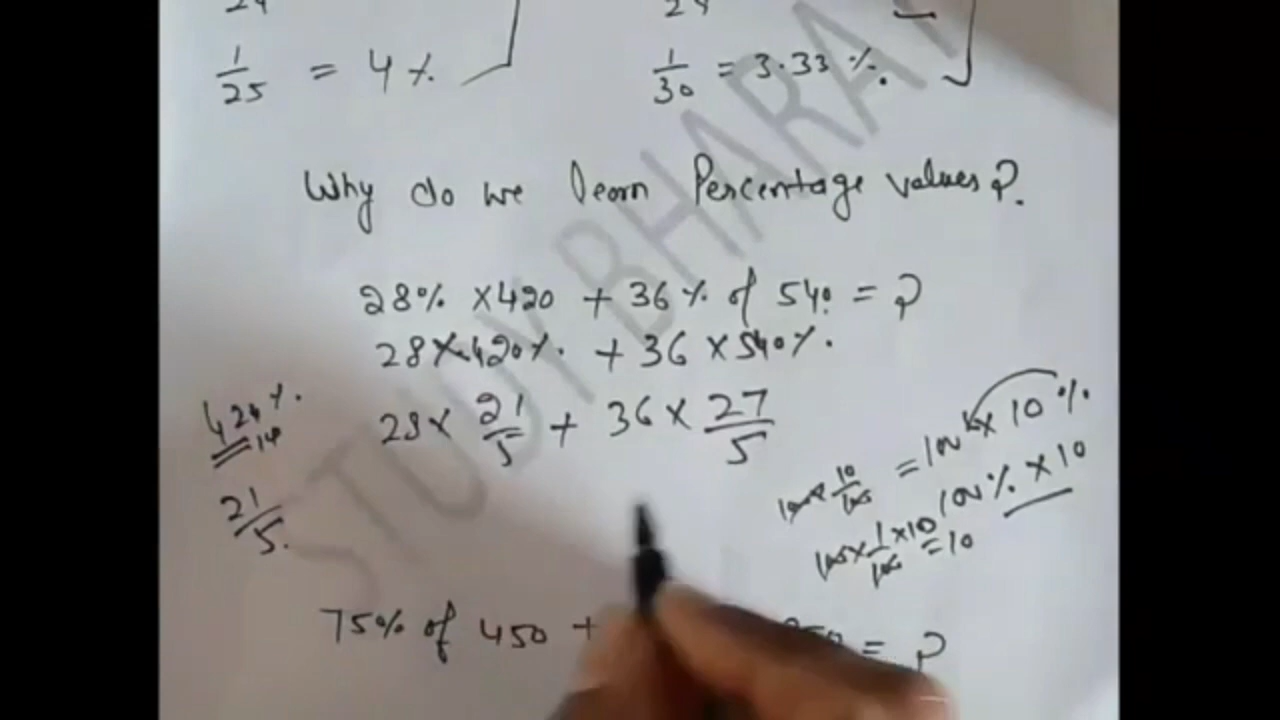 1/25 = 4%
1/30 = 3.33%.
Why do we learn Percentage values?
28% × 420 + 36% of 540 = ?
28 × 420% + 36 × 540%.
28 × 21/5 + 36 × 27/5
420%.
21/5.
= 100 × 10%
100% × 10
100 × 10/100
100 × 1/100 × 10 = 10
75% of 450 +
= ?
STUDY BHARAT